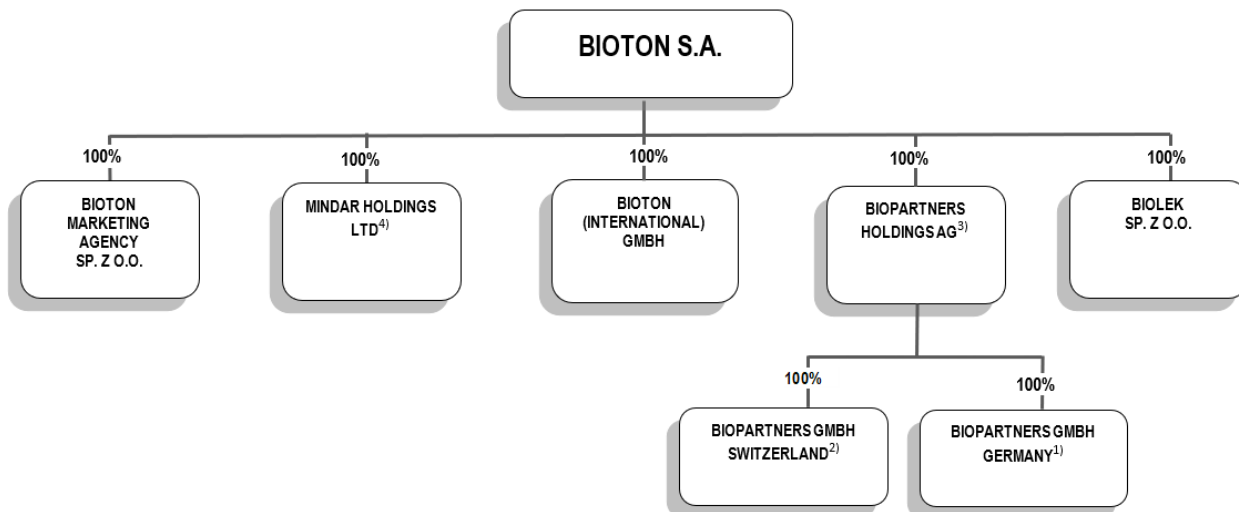 BIOTON S.A.
100%
100%
100%
100%
100%
BIOTON
MARKETING
AGENCY
SP. Z O.O.
MINDAR HOLDINGS
LTD4)
BIOTON
(INTERNATIONAL)
GMBH
BIOPARTNERS
HOLDINGS AG3)
BIOLEK
SP. Z O.O.
100%
100%
BIOPARTNERS GMBH
SWITZERLAND2)
BIOPARTNERS GMBH
GERMANY1)